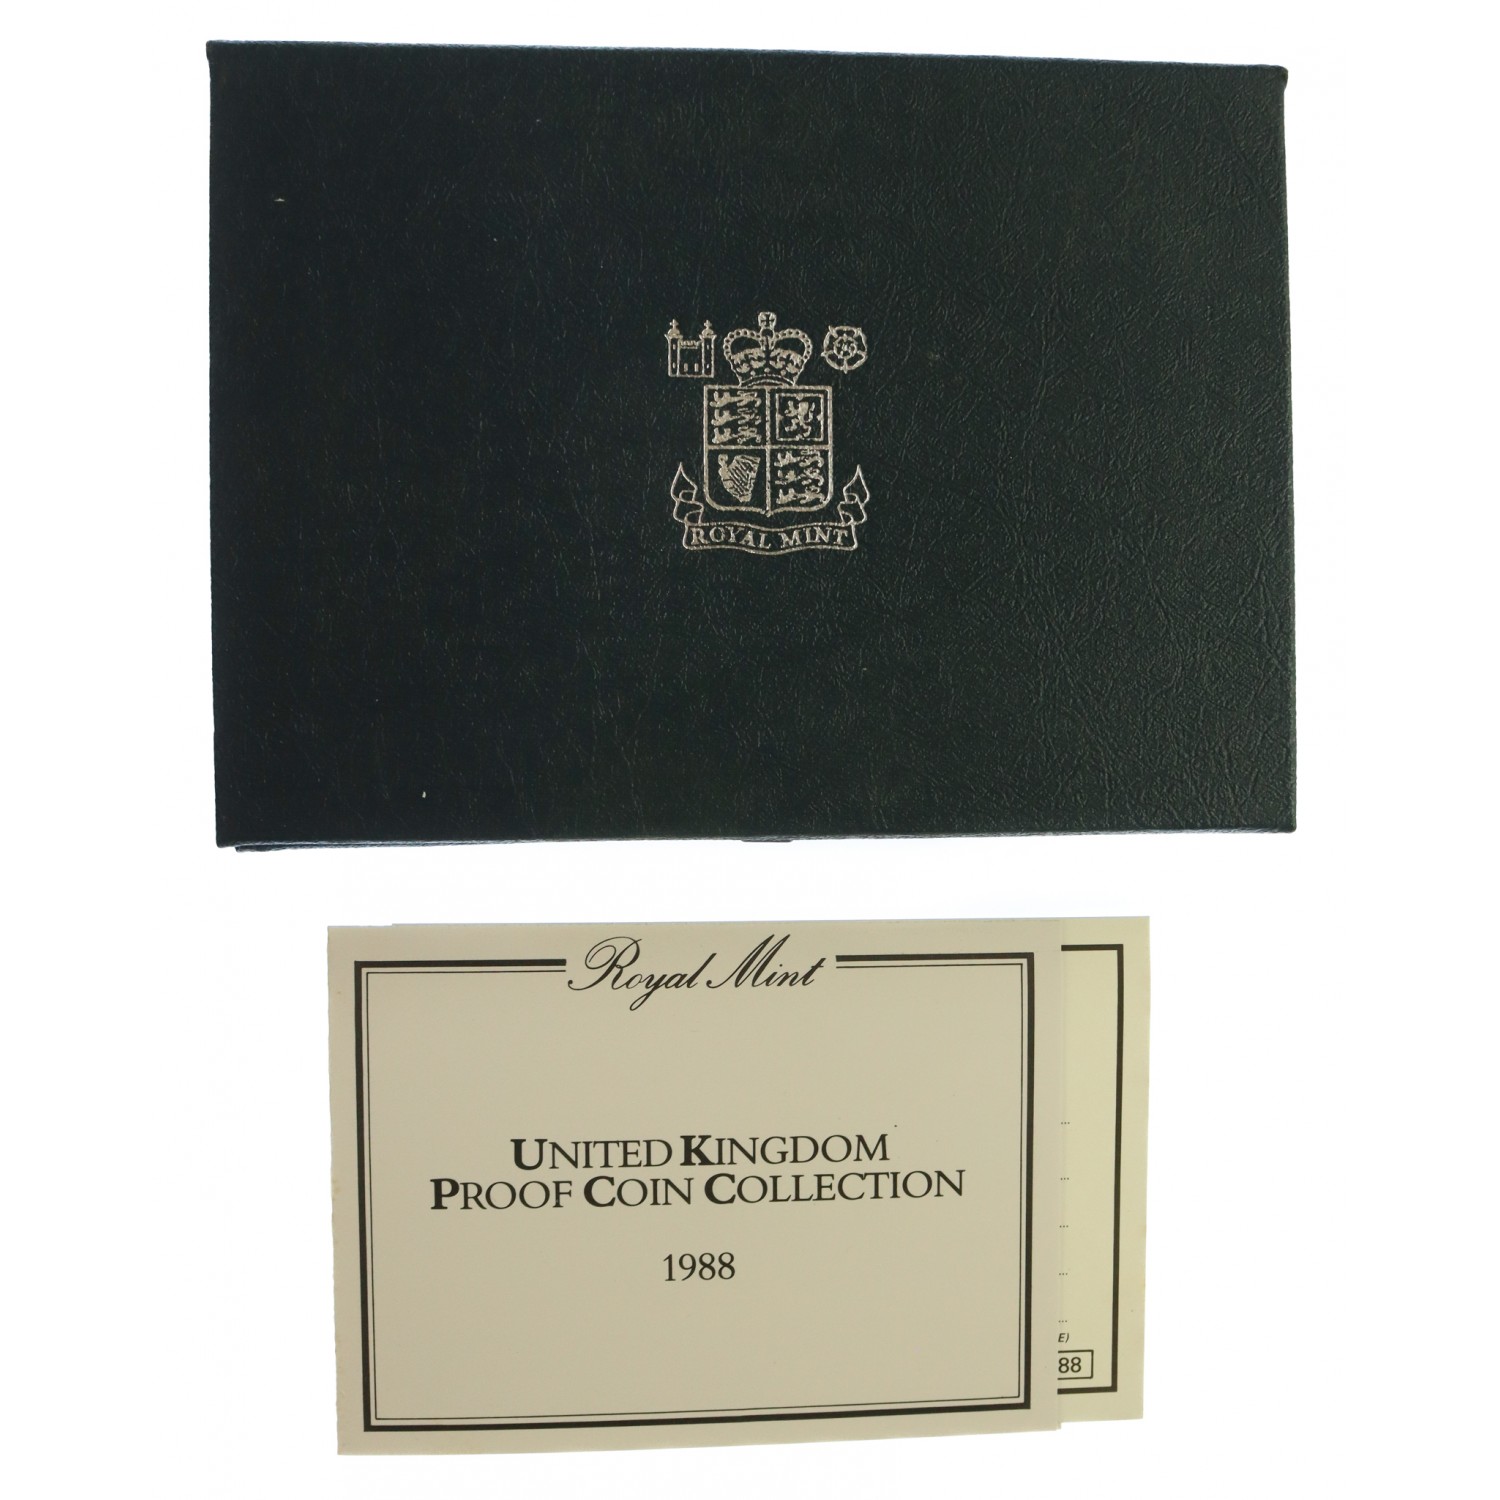 ROYAL MINT
Royal Mint
UNITED KINGDOM
PROOF COIN COLLECTION
1988
...
...
...
...
...
E)
88